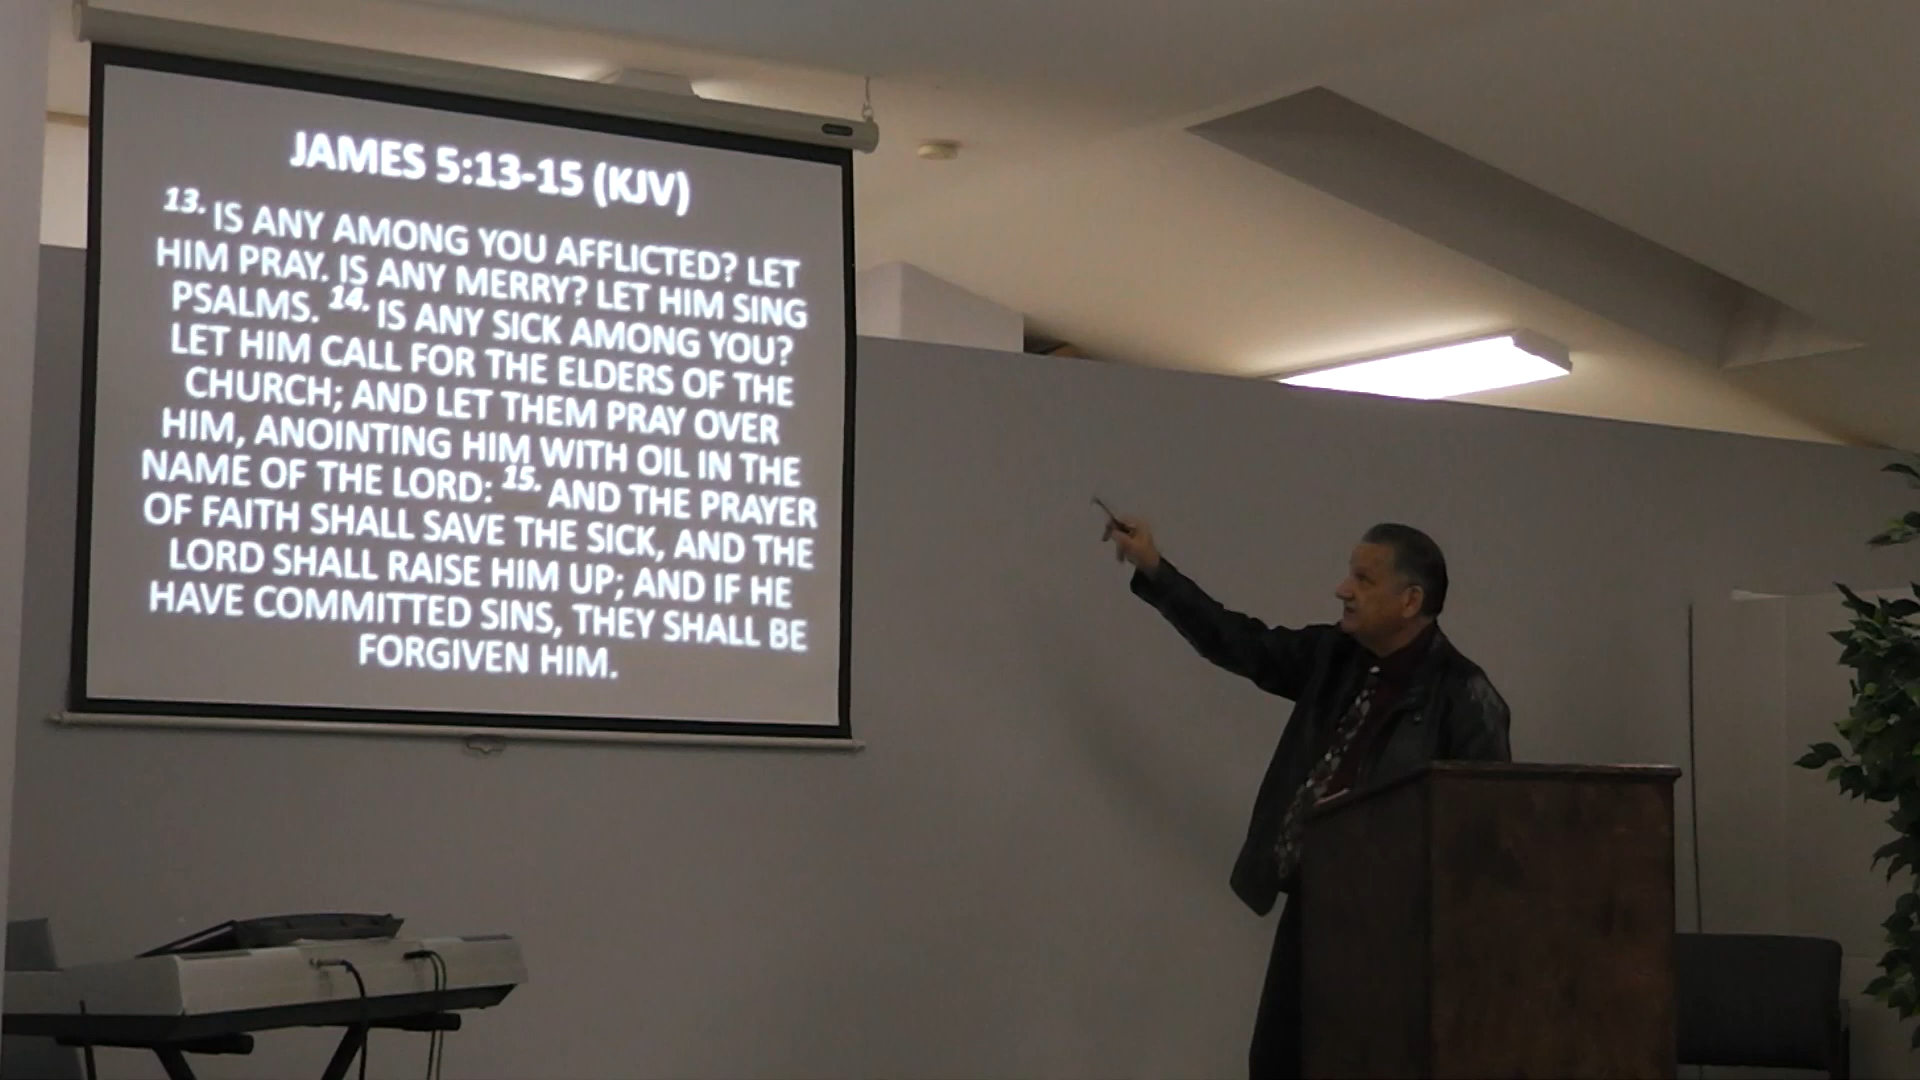 JAMES 5:13-15 (KJV)
13. IS ANY AMONG YOU AFFLICTED? LET
HIM PRAY. IS ANY MERRY? LET HIM SING
PSALMS. 14. IS ANY SICK AMONG YOU?
LET HIM CALL FOR THE ELDERS OF THE
CHURCH; AND LET THEM PRAY OVER
HIM, ANOINTING HIM WITH OIL IN THE
NAME OF THE LORD: 15. AND THE PRAYER
OF FAITH SHALL SAVE THE SICK, AND THE
LORD SHALL RAISE HIM UP; AND IF HE
HAVE COMMITTED SINS, THEY SHALL BE
FORGIVEN HIM.